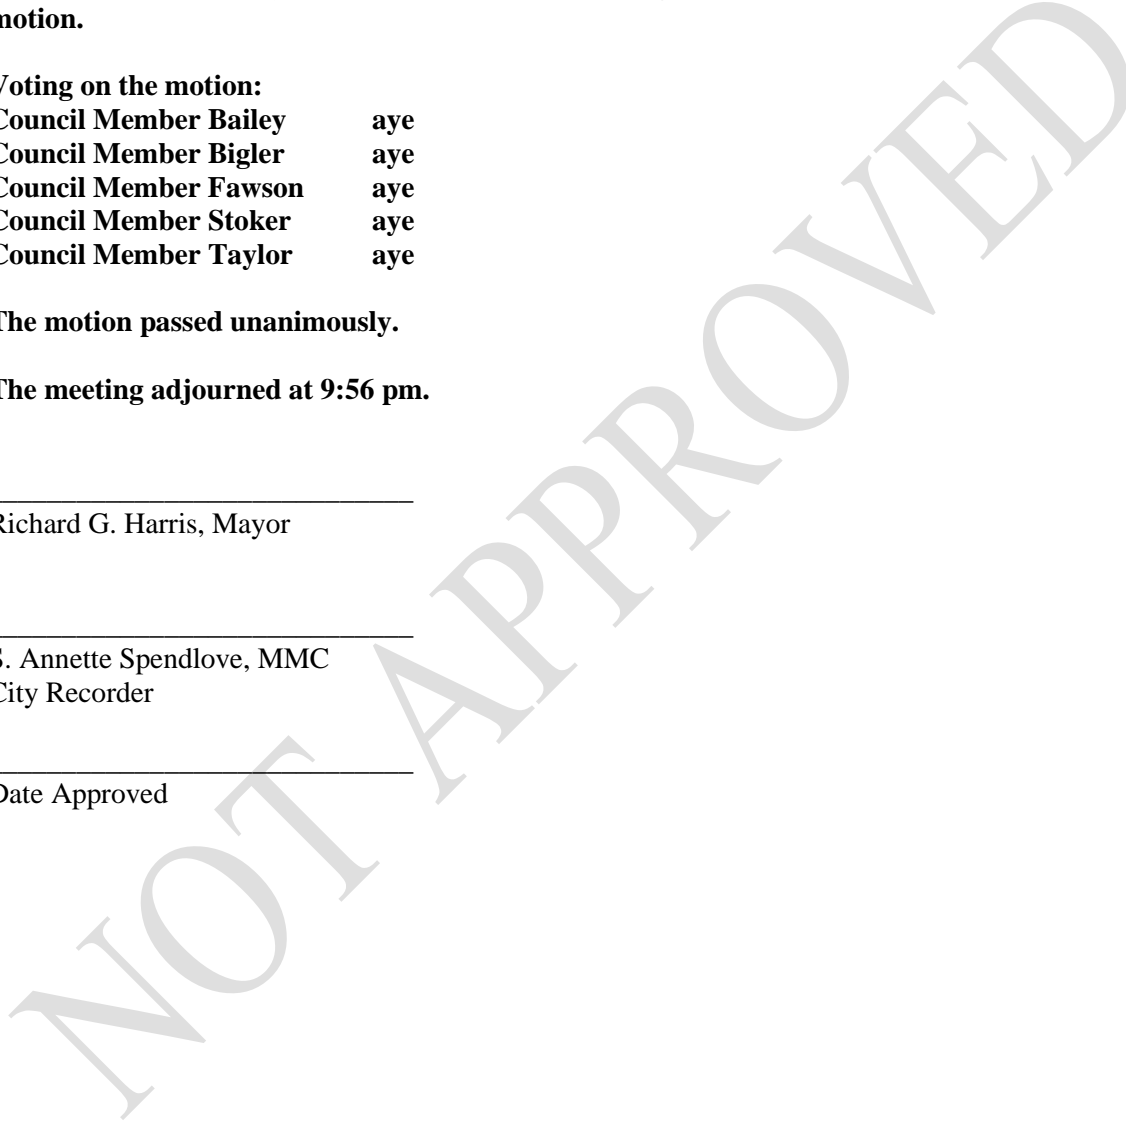 motion.
Voting on the motion:
Council Member Bailey aye
Council Member Bigler aye
Council Member Fawson aye
Council Member Stoker aye
Council Member Taylor aye
The motion passed unanimously.
The meeting adjourned at 9:56 pm.
Richard G. Harris, Mayor
S. Annette Spendlove, MMC
City Recorder
Date Approved
NOT APPROVED